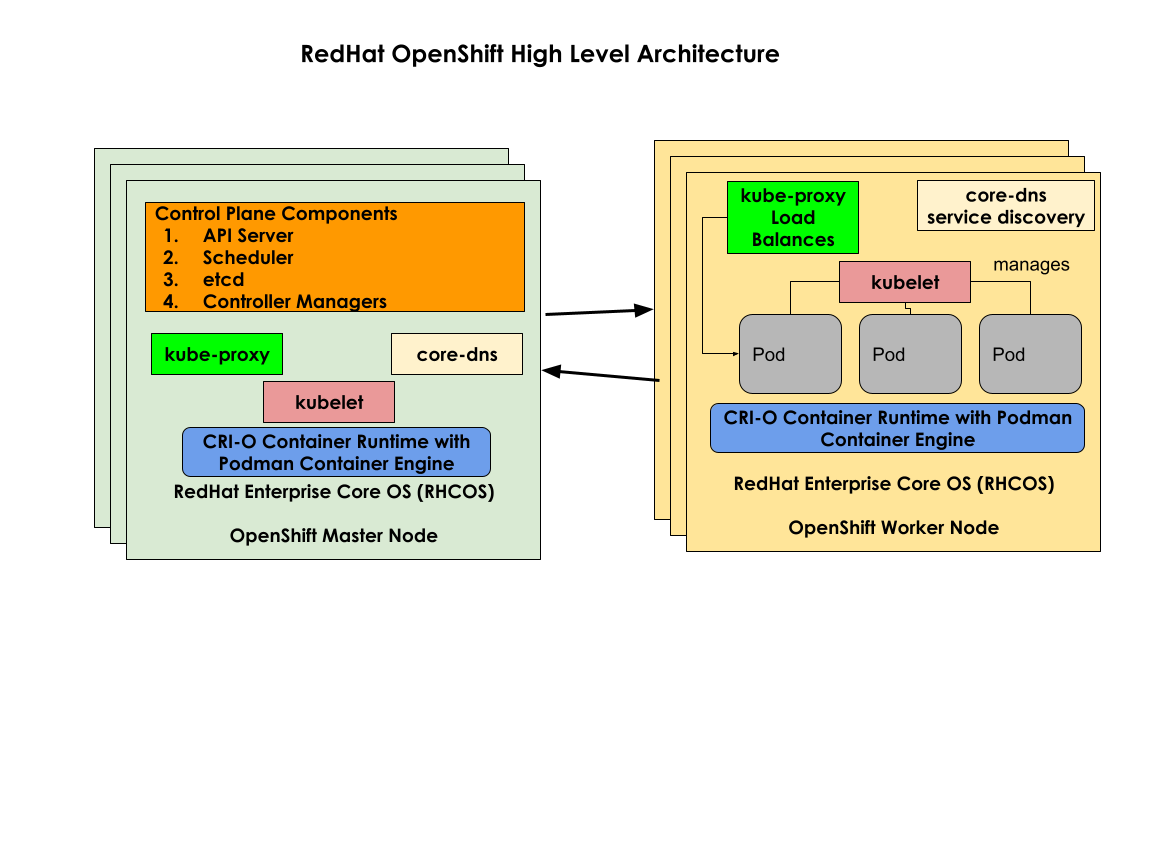 RedHat OpenShift High Level Architecture
Control Plane Components
1. API Server
2. Scheduler
3. etcd
4. Controller Managers
kube-proxy
core-dns
kubelet
CRI-O Container Runtime with
Podman Container Engine
RedHat Enterprise Core OS (RHCOS)
OpenShift Master Node
kube-proxy
Load
Balances
core-dns
service discovery
manages
kubelet
Pod
Pod
Pod
CRI-O Container Runtime with Podman
Container Engine
RedHat Enterprise Core OS (RHCOS)
OpenShift Worker Node